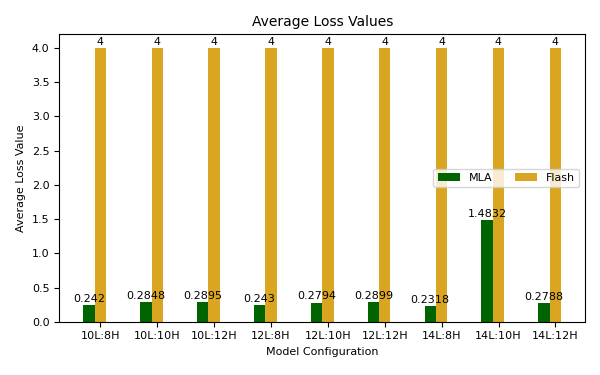 Average Loss Values
Average Loss Value
4.0
3.5
3.0
2.5
2.0
1.5
1.0
0.5
0.0
4 4 4 4 4 4 4 4 4
MLA Flash
0.242 0.2848 0.2895 0.243 0.2794 0.2899 0.2318 1.4832 0.2788
10L:8H 10L:10H 10L:12H 12L:8H 12L:10H 12L:12H 14L:8H 14L:10H 14L:12H
Model Configuration